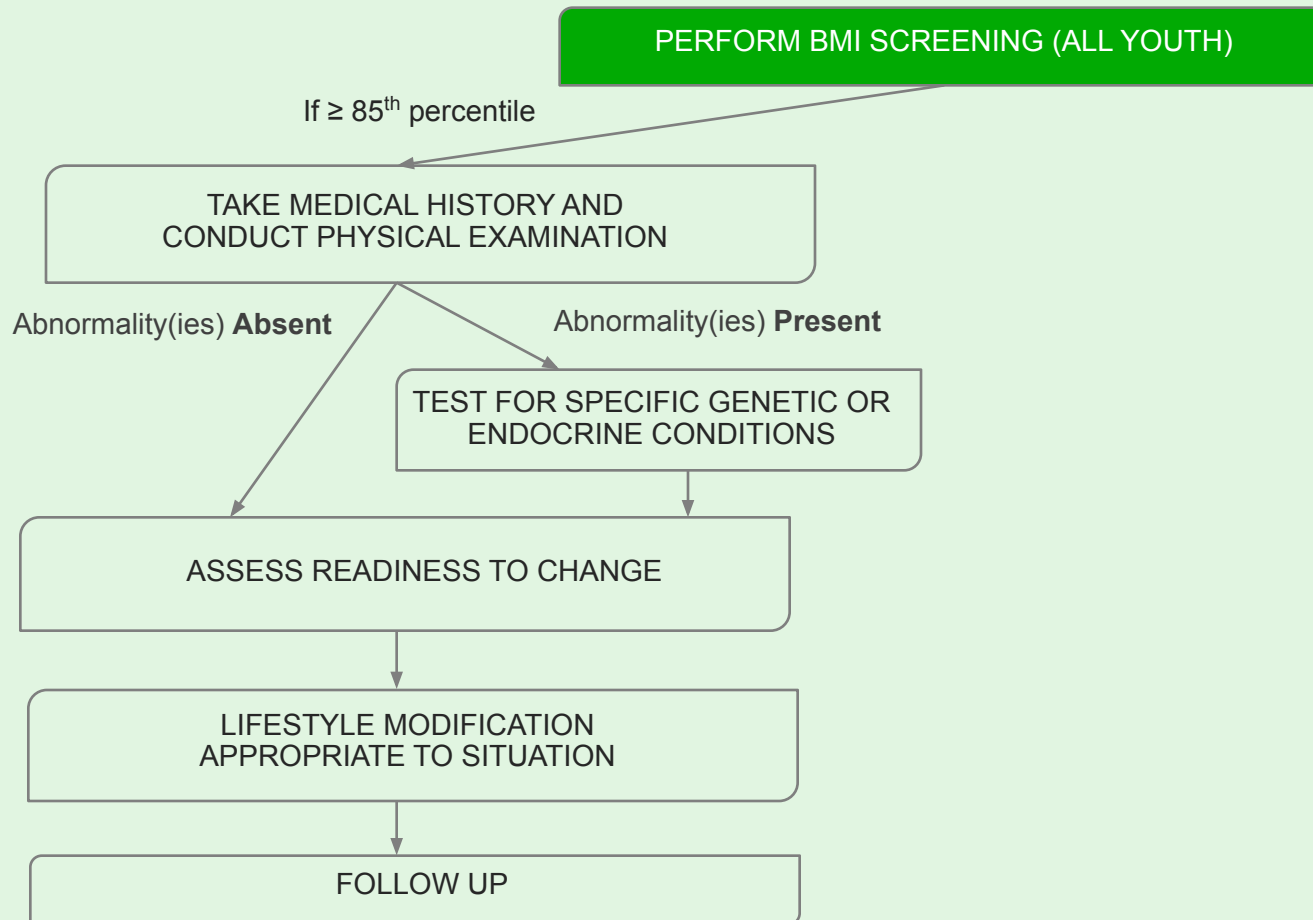 PERFORM BMI SCREENING (ALL YOUTH)
If ≥ 85th percentile
TAKE MEDICAL HISTORY AND
CONDUCT PHYSICAL EXAMINATION
Abnormality(ies) Absent
Abnormality(ies) Present
TEST FOR SPECIFIC GENETIC OR
ENDOCRINE CONDITIONS
ASSESS READINESS TO CHANGE
LIFESTYLE MODIFICATION
APPROPRIATE TO SITUATION
FOLLOW UP